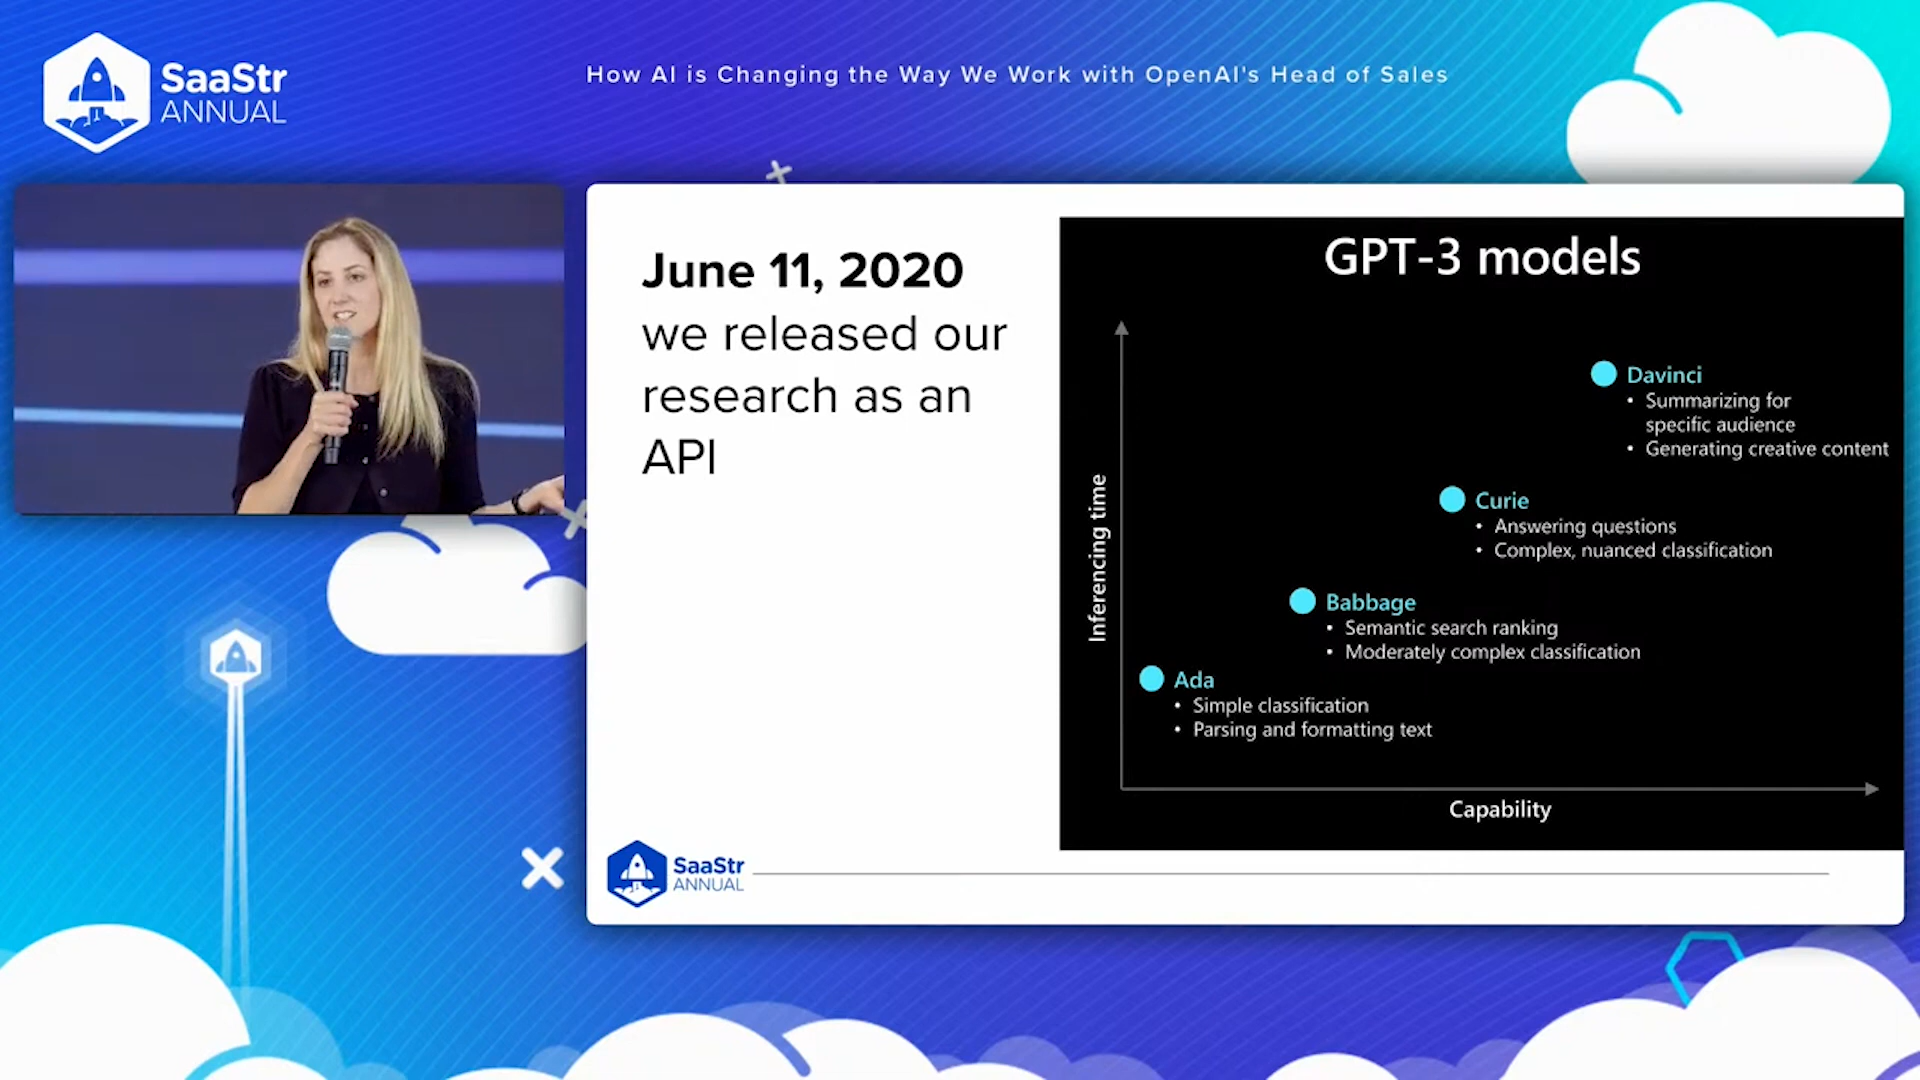 SaaStr
ANNUAL
How AI is Changing the Way We Work with OpenAI's Head of Sales
June 11, 2020
we released our
research as an
API
GPT-3 models
Inferencing time
Davinci
• Summarizing for
specific audience
• Generating creative content
Curie
• Answering questions
• Complex, nuanced classification
Babbage
• Semantic search ranking
• Moderately complex classification
Ada
• Simple classification
• Parsing and formatting text
Capability
SaaStr
ANNUAL